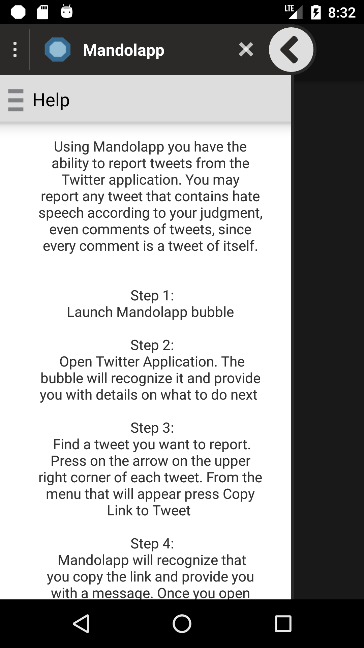 LTE 8:32
Mandolapp
Help
Using Mandolapp you have the
ability to report tweets from the
Twitter application. You may
report any tweet that contains hate
speech according to your judgment,
even comments of tweets, since
every comment is a tweet of itself.
Step 1:
Launch Mandolapp bubble
Step 2:
Open Twitter Application. The
bubble will recognize it and provide
you with details on what to do next
Step 3:
Find a tweet you want to report.
Press on the arrow on the upper
right corner of each tweet. From the
menu that will appear press Copy
Link to Tweet
Step 4:
Mandolapp will recognize that
you copy the link and provide you
with a message. Once you open